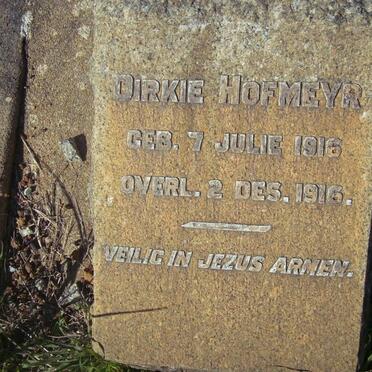 DIRKIE HOFMEYR
GEB. 7 JULIE 1916
OVERL. 2 DES. 1916.
VEILIG IN JEZUS ARMEN.